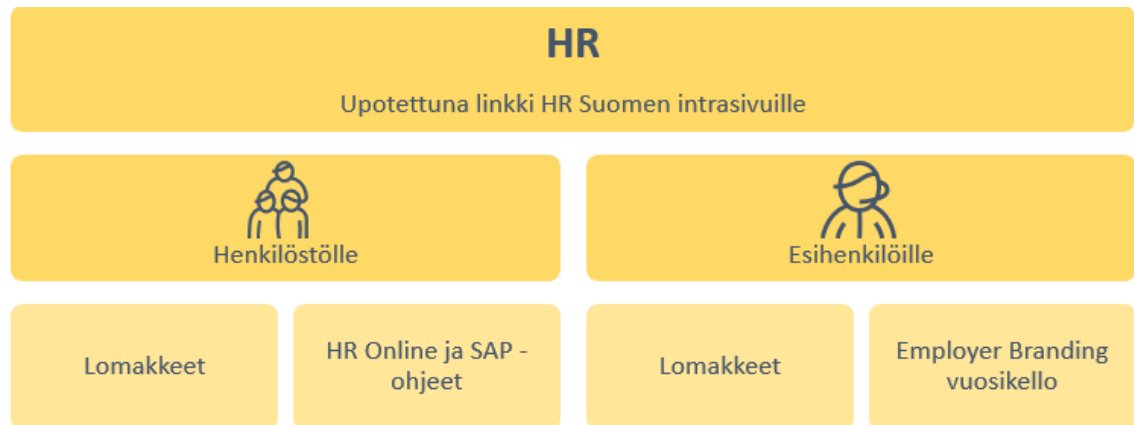 HR
Upotettuna linkki HR Suomen intrasivuille
Henkilöstölle
Esihenkilöille
Lomakkeet
HR Online ja SAP -
ohjeet
Lomakkeet
Employer Branding
vuosikello